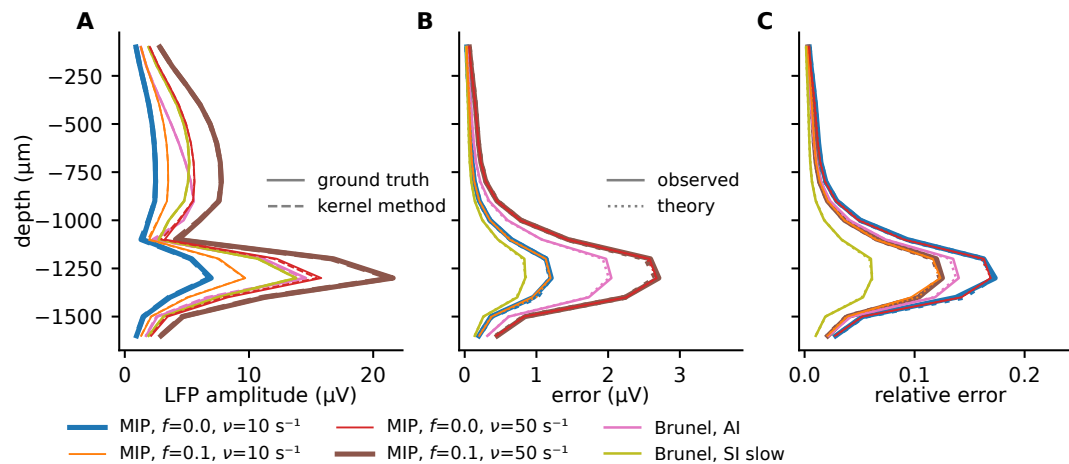 A
B
C
depth (μm)
−250
−500
−750
−1000
−1250
−1500
ground truth
kernel method
observed
theory
0 10 20
0 1 2 3
0.0 0.1 0.2
LFP amplitude (μV)
error (μV)
relative error
MIP, f=0.0, ν=10 s⁻¹
MIP, f=0.0, ν=50 s⁻¹
Brunel, AI
MIP, f=0.1, ν=10 s⁻¹
MIP, f=0.1, ν=50 s⁻¹
Brunel, SI slow